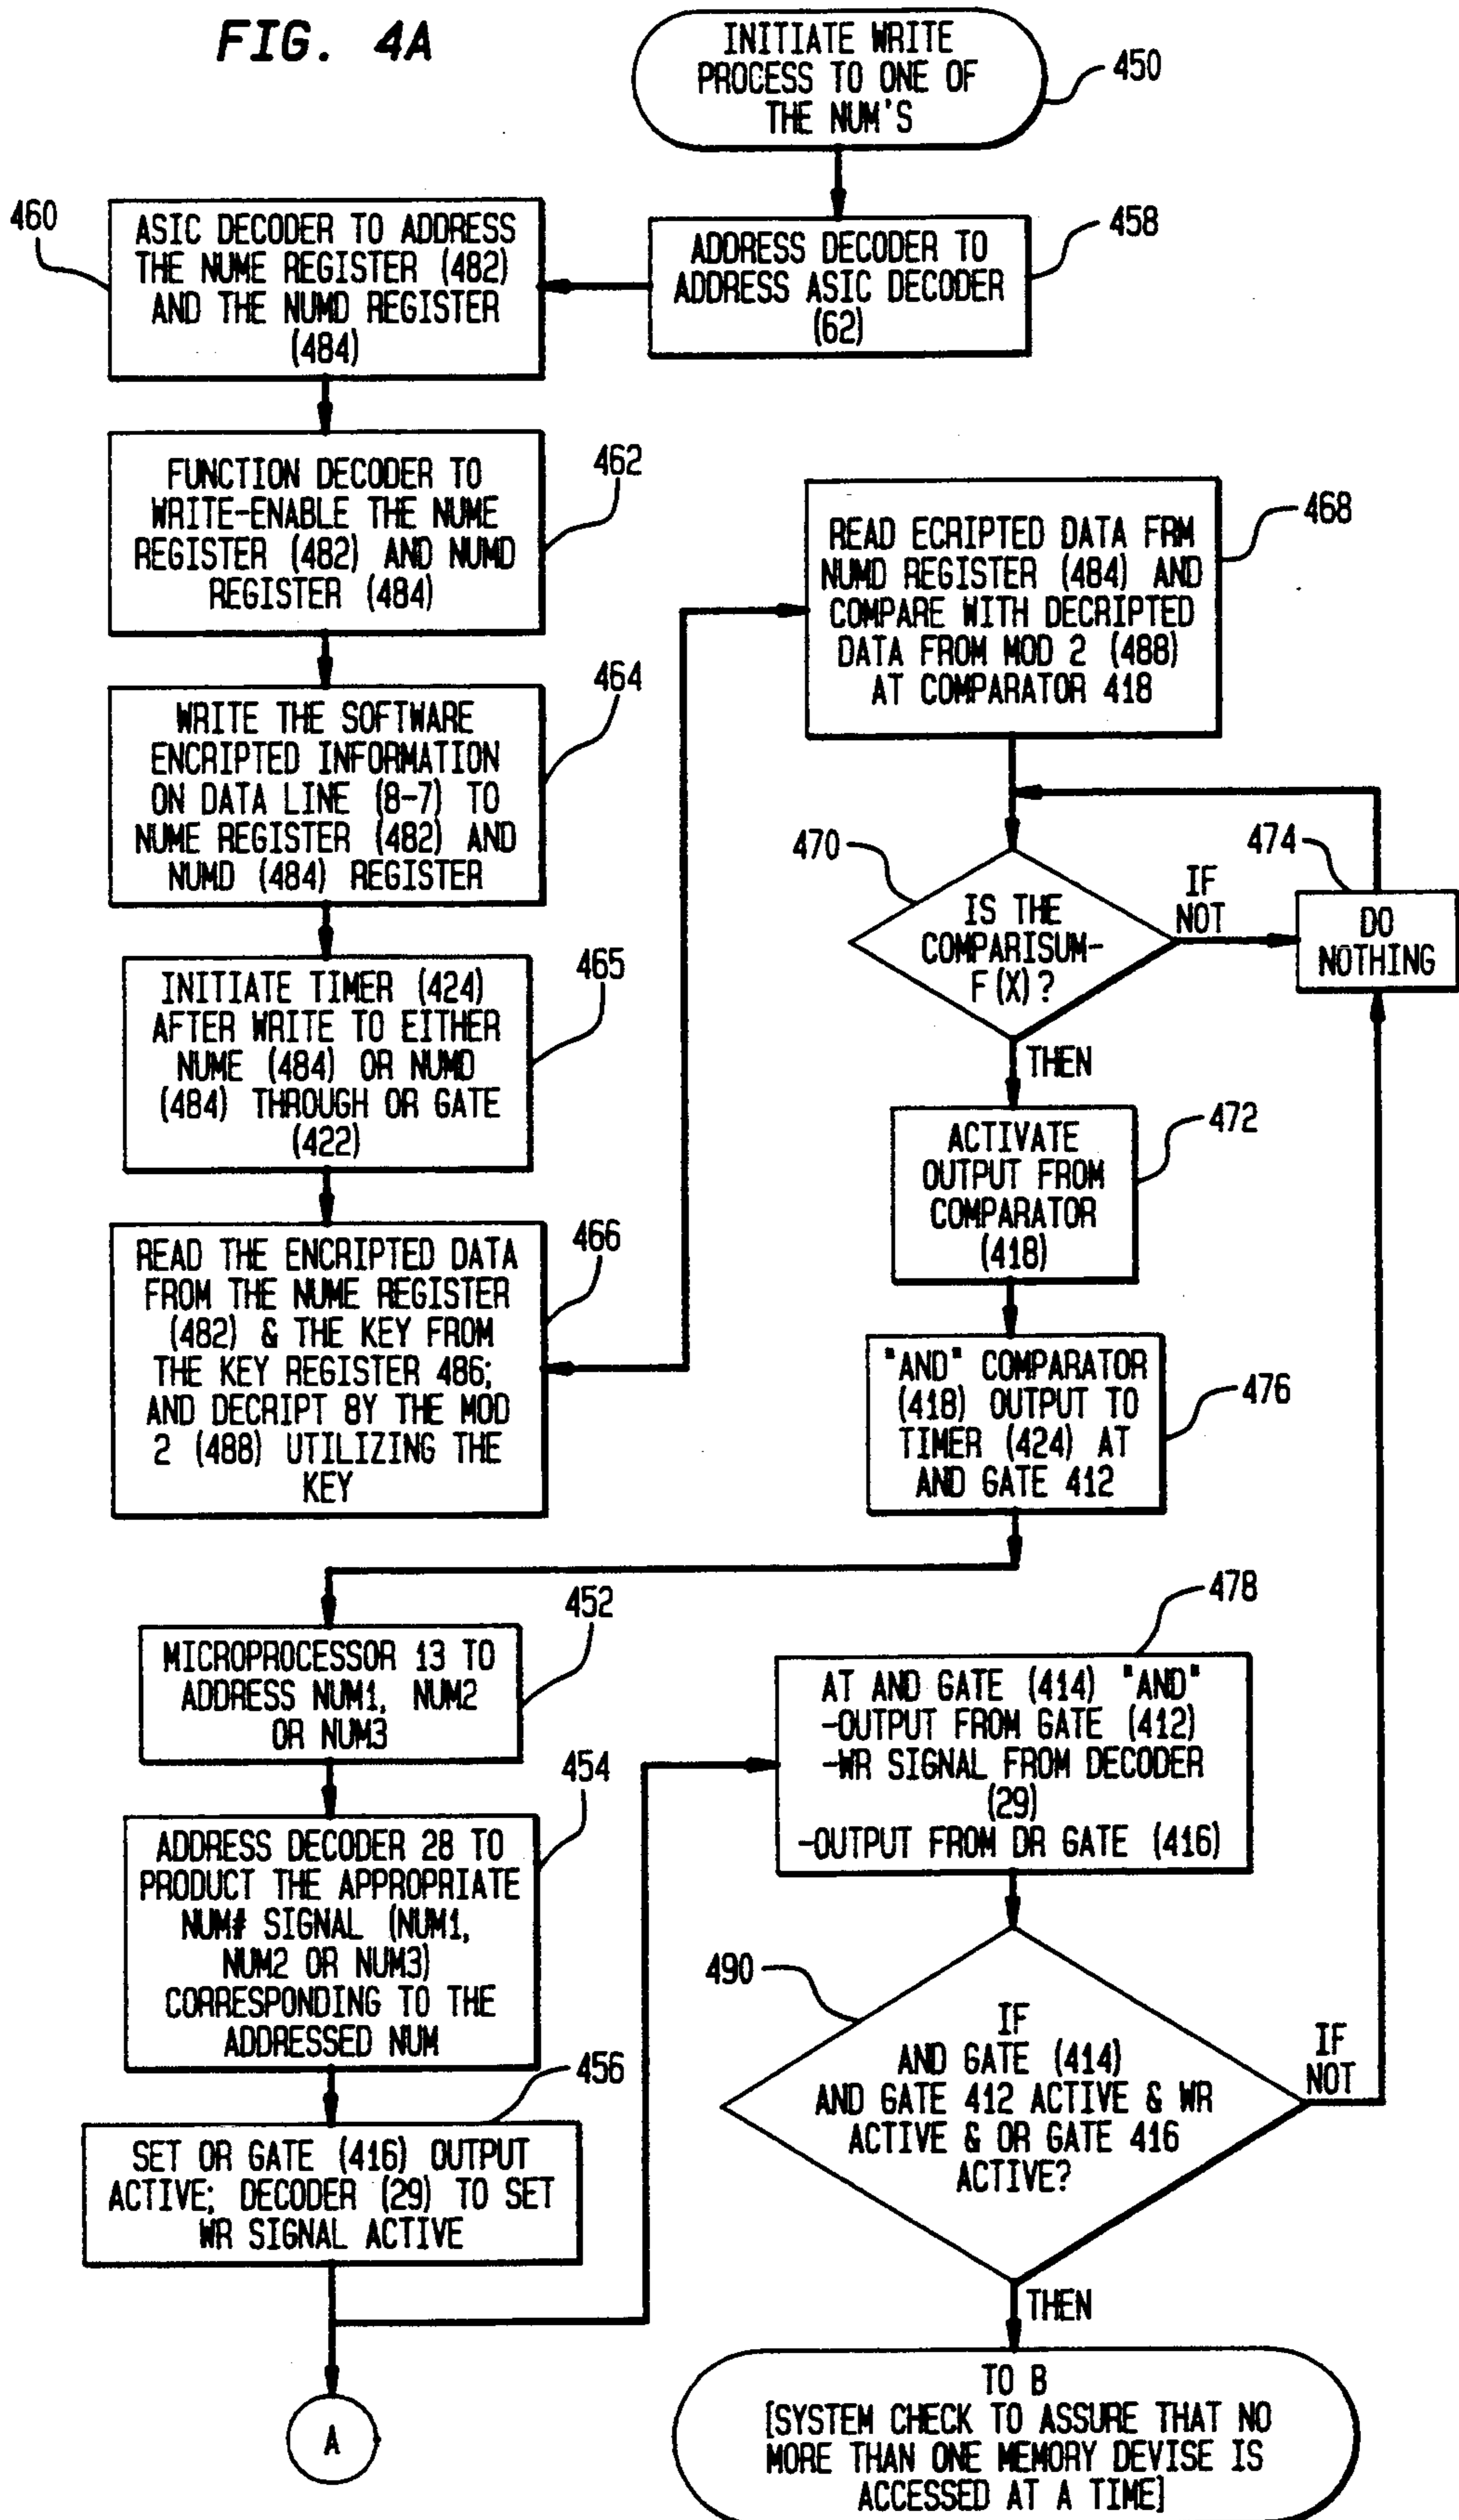 FIG. 4A
INITIATE WRITE
PROCESS TO ONE OF
THE NUM'S
450
ADDRESS DECODER TO
ADDRESS ASIC DECODER
(62)
458
460
ASIC DECODER TO ADDRESS
THE NUME REGISTER (482)
AND THE NUMD REGISTER
(484)
FUNCTION DECODER TO
WRITE-ENABLE THE NUME
REGISTER (482) AND NUMD
REGISTER (484)
462
WRITE THE SOFTWARE
ENCRIPTED INFORMATION
ON DATA LINE (8-7) TO
NUME REGISTER (482) AND
NUMD (484) REGISTER
464
INITIATE TIMER (424)
AFTER WRITE TO EITHER
NUME (484) OR NUMD
(484) THROUGH OR GATE
(422)
465
READ THE ENCRIPTED DATA
FROM THE NUME REGISTER
(482) & THE KEY FROM
THE KEY REGISTER 486;
AND DECRIPT BY THE MOD
2 (488) UTILIZING THE
KEY
466
READ ECRIPTED DATA FRM
NUMD REGISTER (484) AND
COMPARE WITH DECRIPTED
DATA FROM MOD 2 (488)
AT COMPARATOR 418
468
470
IS THE
COMPARISUM-
F(X)?
IF
NOT
474
DO
NOTHING
THEN
ACTIVATE
OUTPUT FROM
COMPARATOR
(418)
472
"AND" COMPARATOR
(418) OUTPUT TO
TIMER (424) AT
AND GATE 412
476
MICROPROCESSOR 13 TO
ADDRESS NUM1, NUM2
OR NUM3
452
ADDRESS DECODER 28 TO
PRODUCT THE APPROPRIATE
NUM# SIGNAL (NUM1,
NUM2 OR NUM3)
CORRESPONDING TO THE
ADDRESSED NUM
454
SET OR GATE (416) OUTPUT
ACTIVE; DECODER (29) TO SET
WR SIGNAL ACTIVE
456
A
AT AND GATE (414) "AND"
-OUTPUT FROM GATE (412)
-WR SIGNAL FROM DECODER
(29)
-OUTPUT FROM DR GATE (416)
478
490
IF
AND GATE (414)
AND GATE 412 ACTIVE & WR
ACTIVE & OR GATE 416
ACTIVE?
IF
NOT
THEN
TO B
[SYSTEM CHECK TO ASSURE THAT NO
MORE THAN ONE MEMORY DEVISE IS
ACCESSED AT A TIME]